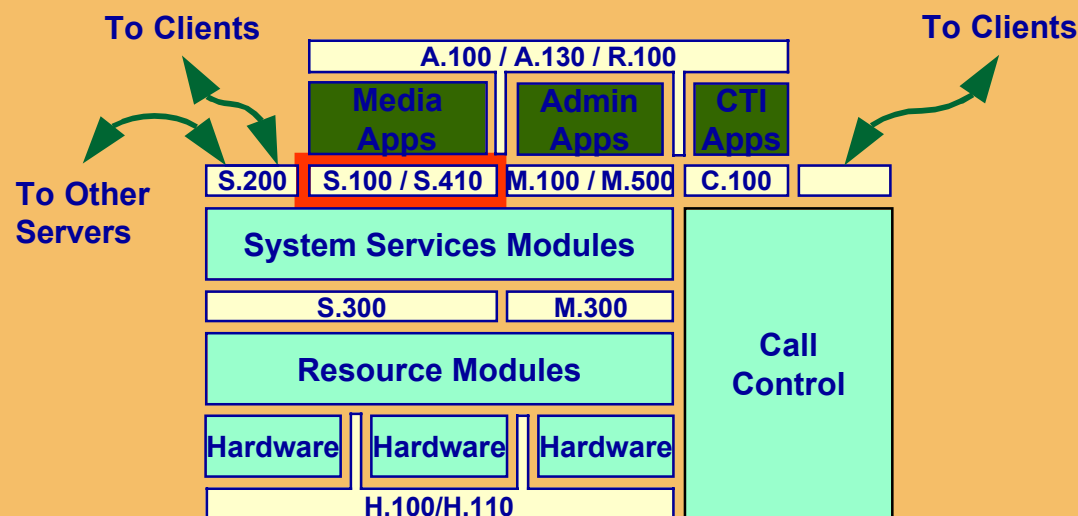 To Clients
To Clients
A.100 / A.130 / R.100
Media
Apps
Admin
Apps
CTI
Apps
S.200
S.100 / S.410
M.100 / M.500
C.100
To Other
Servers
System Services Modules
S.300
M.300
Resource Modules
Call
Control
Hardware
Hardware
Hardware
H.100/H.110